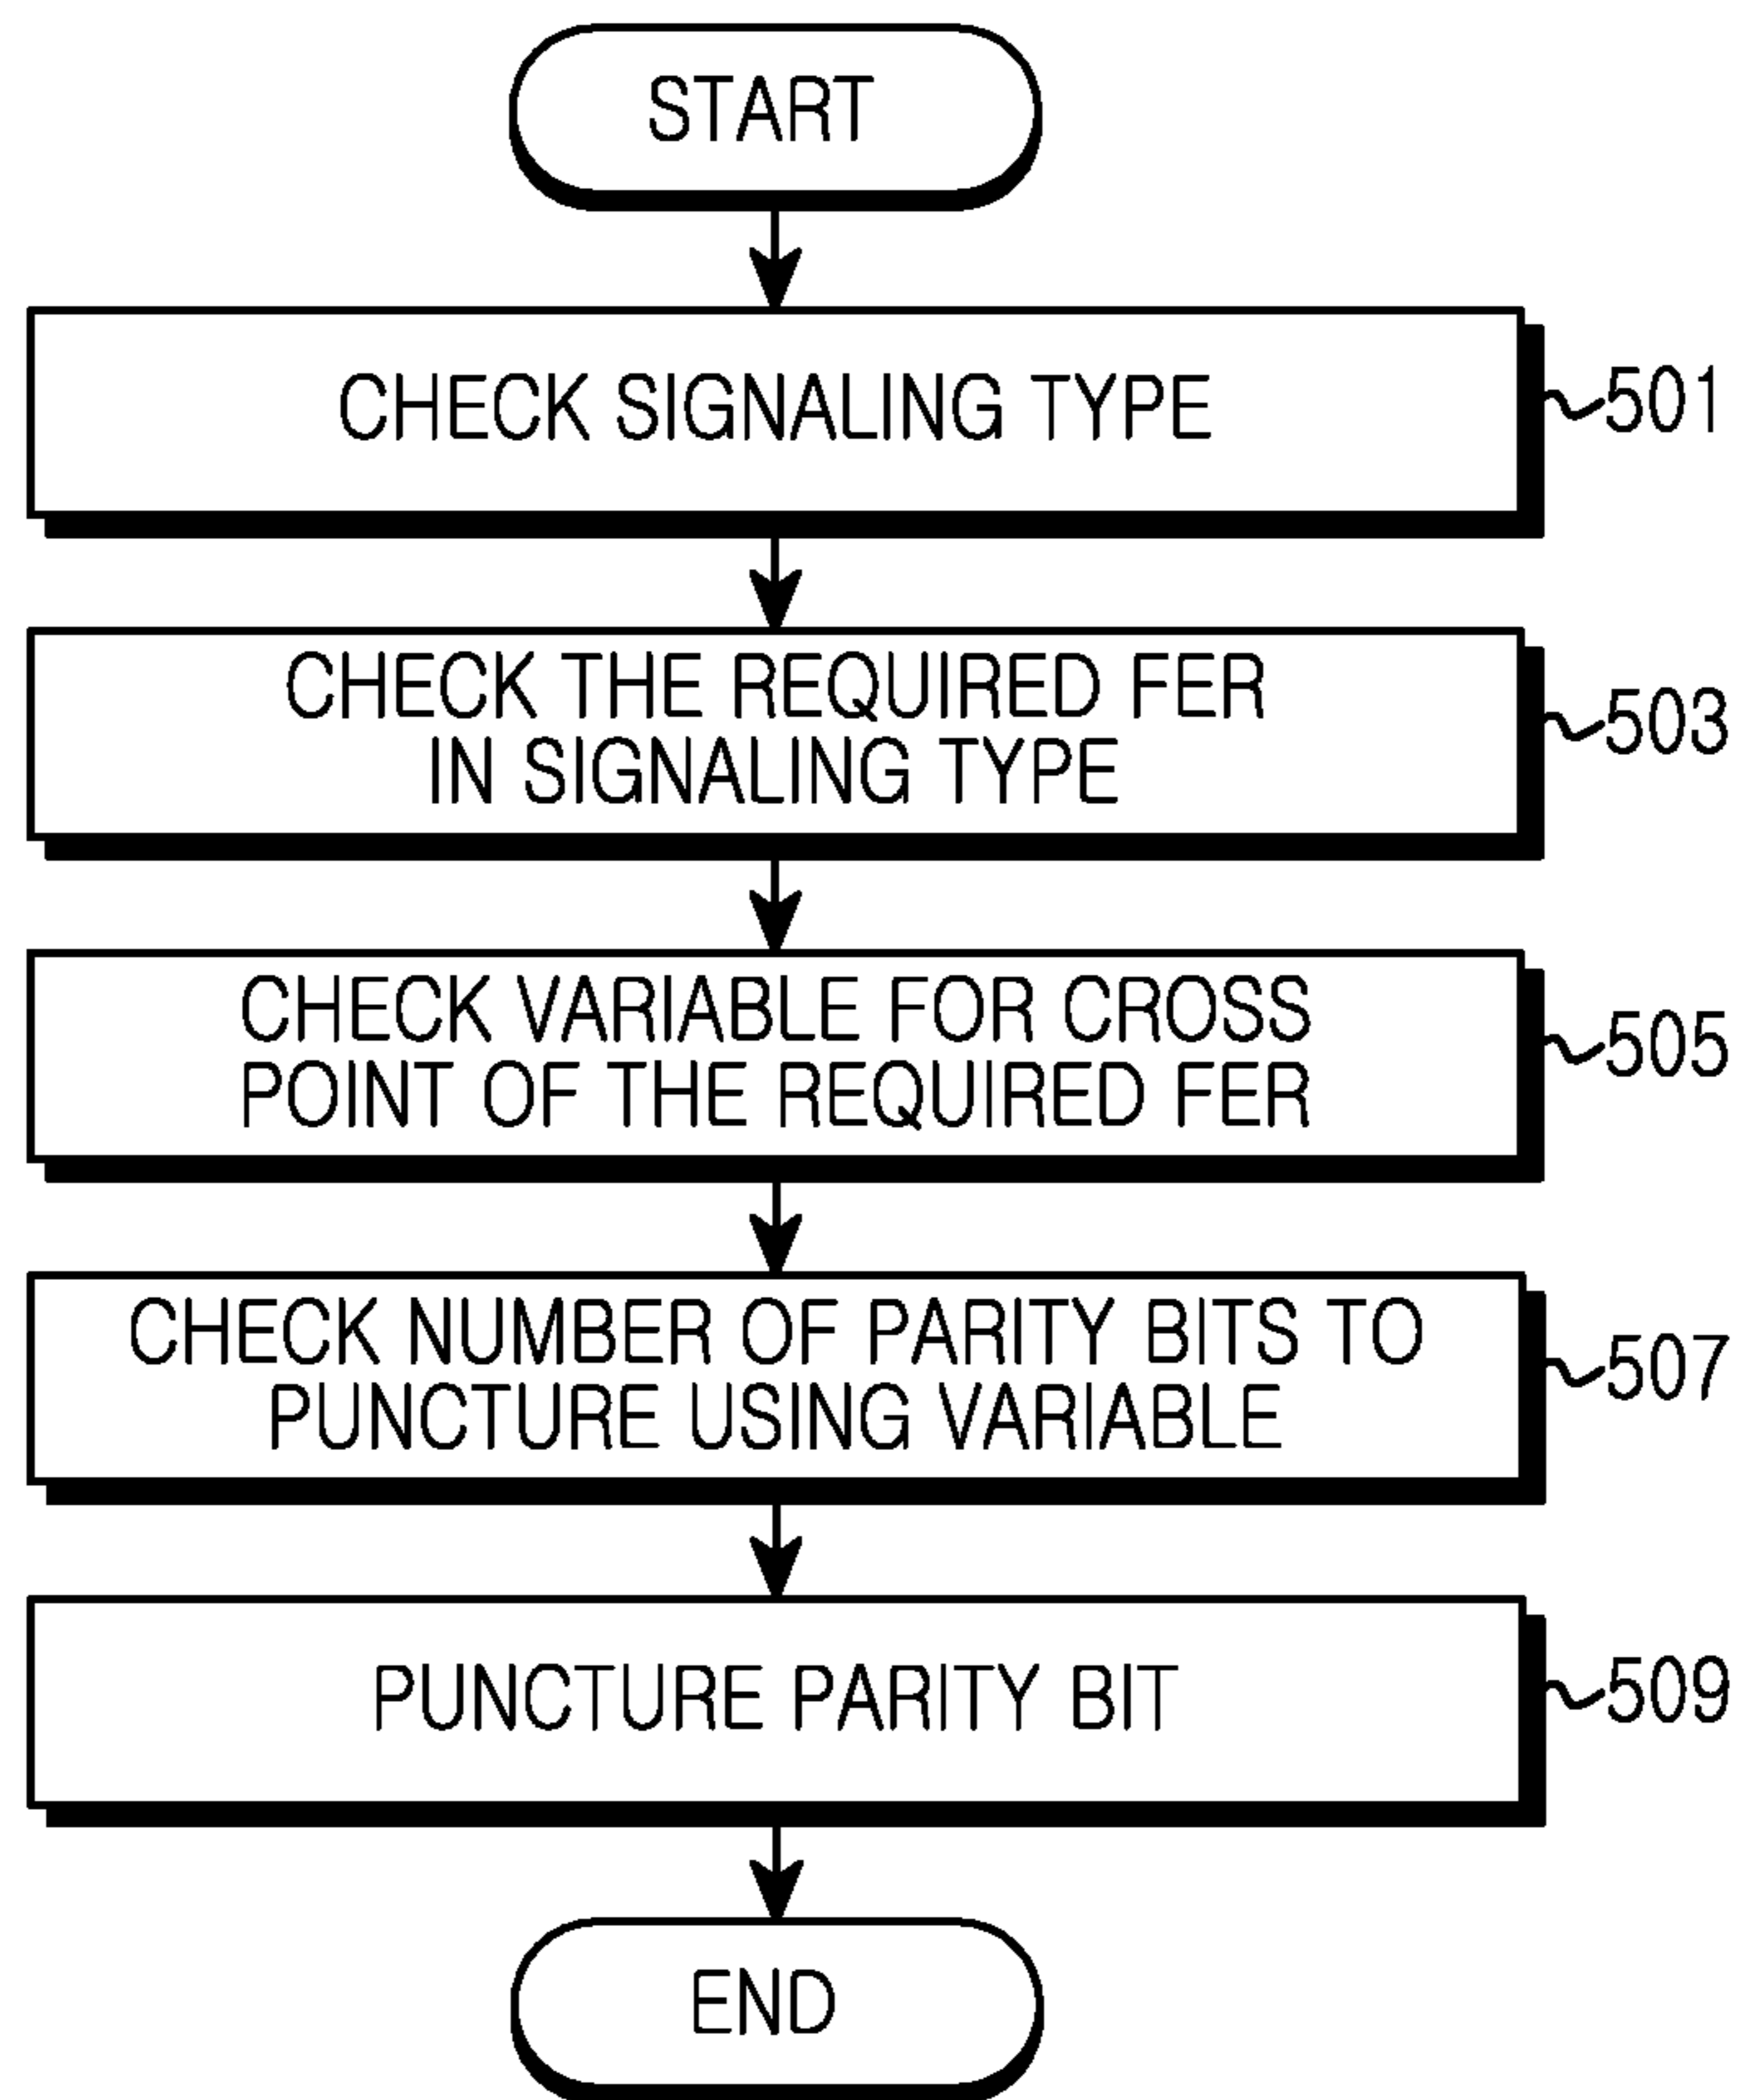 START
CHECK SIGNALING TYPE
501
CHECK THE REQUIRED FER
IN SIGNALING TYPE
503
CHECK VARIABLE FOR CROSS
POINT OF THE REQUIRED FER
505
CHECK NUMBER OF PARITY BITS TO
PUNCTURE USING VARIABLE
507
PUNCTURE PARITY BIT
509
END